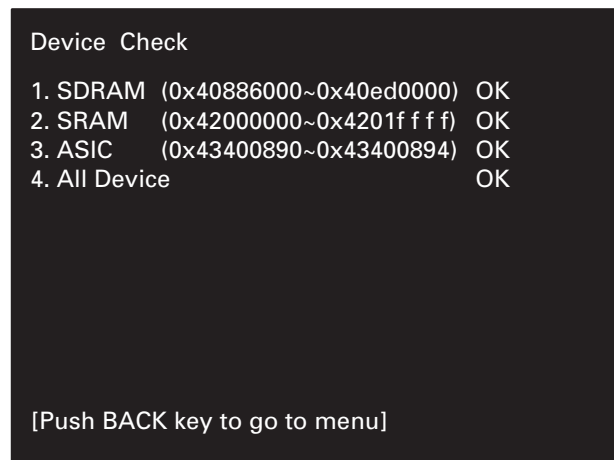 Device Check
1. SDRAM (0x40886000~0x40ed0000) OK
2. SRAM (0x42000000~0x4201ffff) OK
3. ASIC (0x43400890~0x43400894) OK
4. All Device OK
[Push BACK key to go to menu]